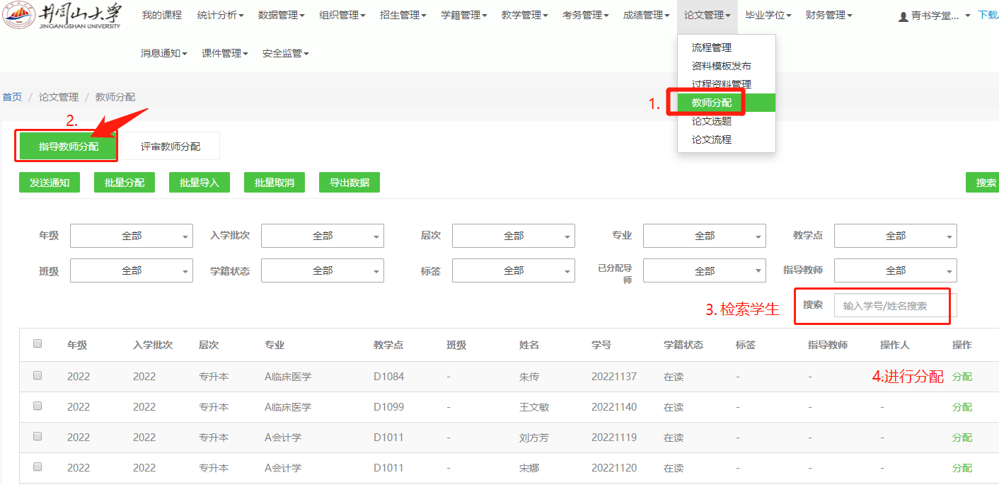 井冈山大学
JINGANGSHAN UNIVERSITY
我的课程 统计分析 数据管理 组织管理 招生管理 学籍管理 教学管理 考务管理 成绩管理 论文管理 毕业学位 财务管理 青书学堂... 下载
消息通知 课件管理 安全监管
流程管理
资料模板发布
过程资料管理
1. 教师分配
论文选题
论文流程
首页 / 论文管理 / 教师分配
2.
指导教师分配 评审教师分配
发送通知 批量分配 批量导入 批量取消 导出数据 搜索
年级 全部 入学批次 全部 层次 全部 专业 全部 教学点 全部
班级 全部 学籍状态 全部 标签 全部 已分配导师 全部 指导教师 全部
3. 检索学生 搜索 输入学号/姓名搜索
年级 入学批次 层次 专业 教学点 班级 姓名 学号 学籍状态 标签 指导教师 操作人 操作
2022 2022 专升本 A临床医学 D1084 - 朱传 20221137 在读 - - 4.进行分配 分配
2022 2022 专升本 A临床医学 D1099 - 王文敏 20221140 在读 - - - 分配
2022 2022 专升本 A会计学 D1011 - 刘方芳 20221119 在读 - - - 分配
2022 2022 专升本 A会计学 D1011 - 宋娜 20221120 在读 - - - 分配